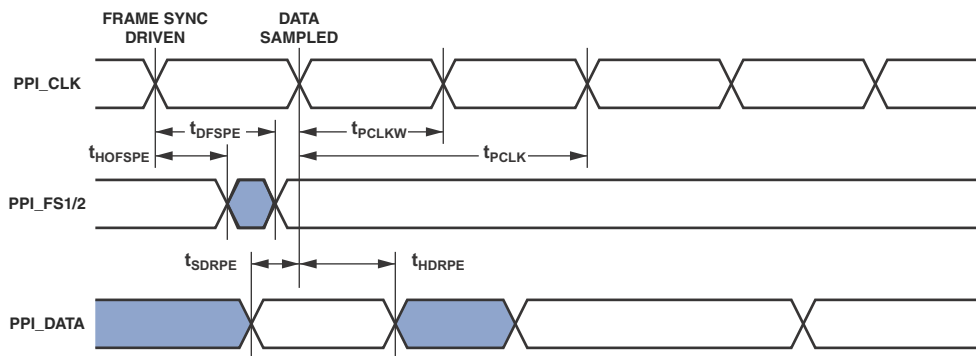 FRAME SYNC
DRIVEN
DATA
SAMPLED
PPI_CLK
tDFSPE
tPCLKW
tHOFSPE
tPCLK
PPI_FS1/2
tSDRPE
tHDRPE
PPI_DATA